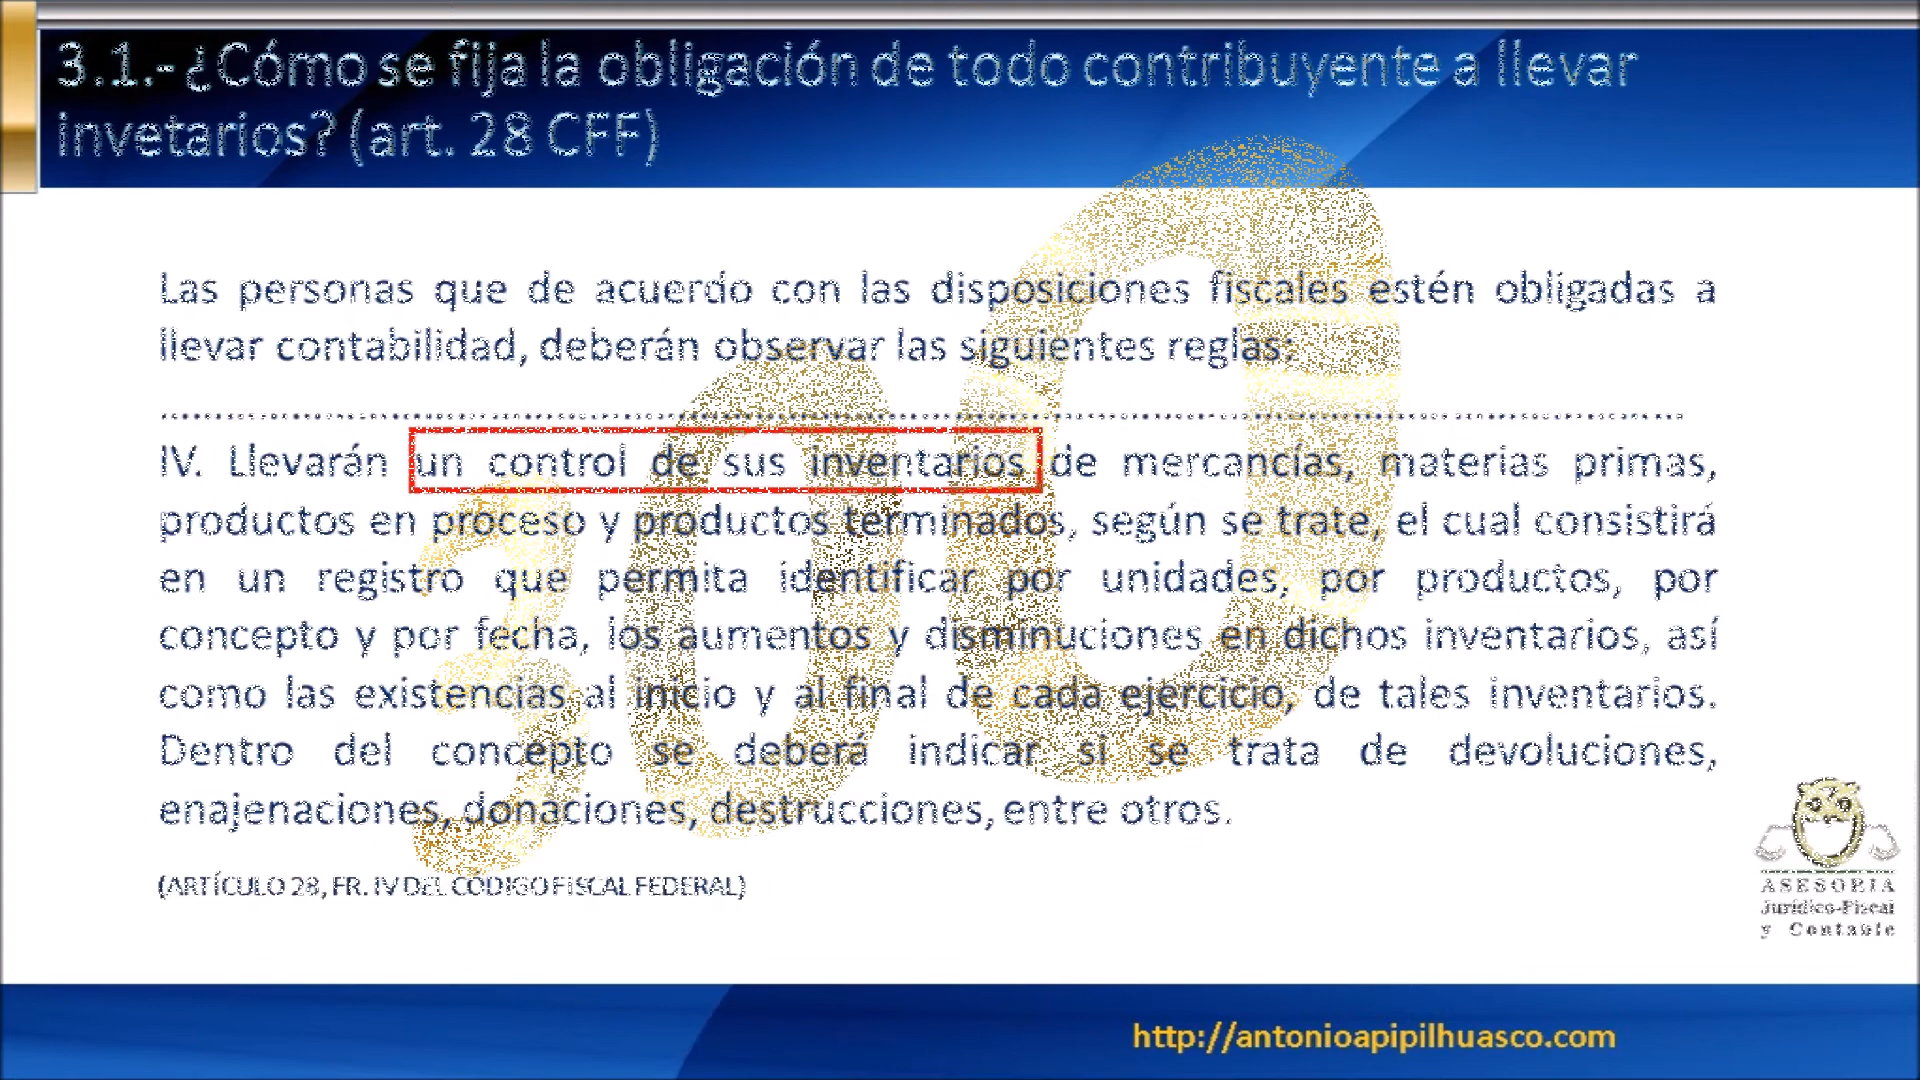 3.1.- ¿Cómo se fija la obligación de todo contribuyente a llevar
invetarios? (art. 28 CFF)
Las personas que de acuerdo con las disposiciones fiscales estén obligadas a
llevar contabilidad, deberán observar las siguientes reglas:
IV. Llevarán un control de sus inventarios de mercancías, materias primas,
productos en proceso y productos terminados, según se trate, el cual consistirá
en un registro que permita identificar por unidades, por productos, por
concepto y por fecha, los aumentos y disminuciones en dichos inventarios, así
como las existencias al inicio y al final de cada ejercicio, de tales inventarios.
Dentro del concepto se deberá indicar si se trata de devoluciones,
enajenaciones, donaciones, destrucciones, entre otros.
(ARTÍCULO 28, FR. IV DEL CÓDIGO FISCAL FEDERAL)
300
ASESORIA
Jurídico-Fiscal
y Contable
http://antonioapipilhuasco.com